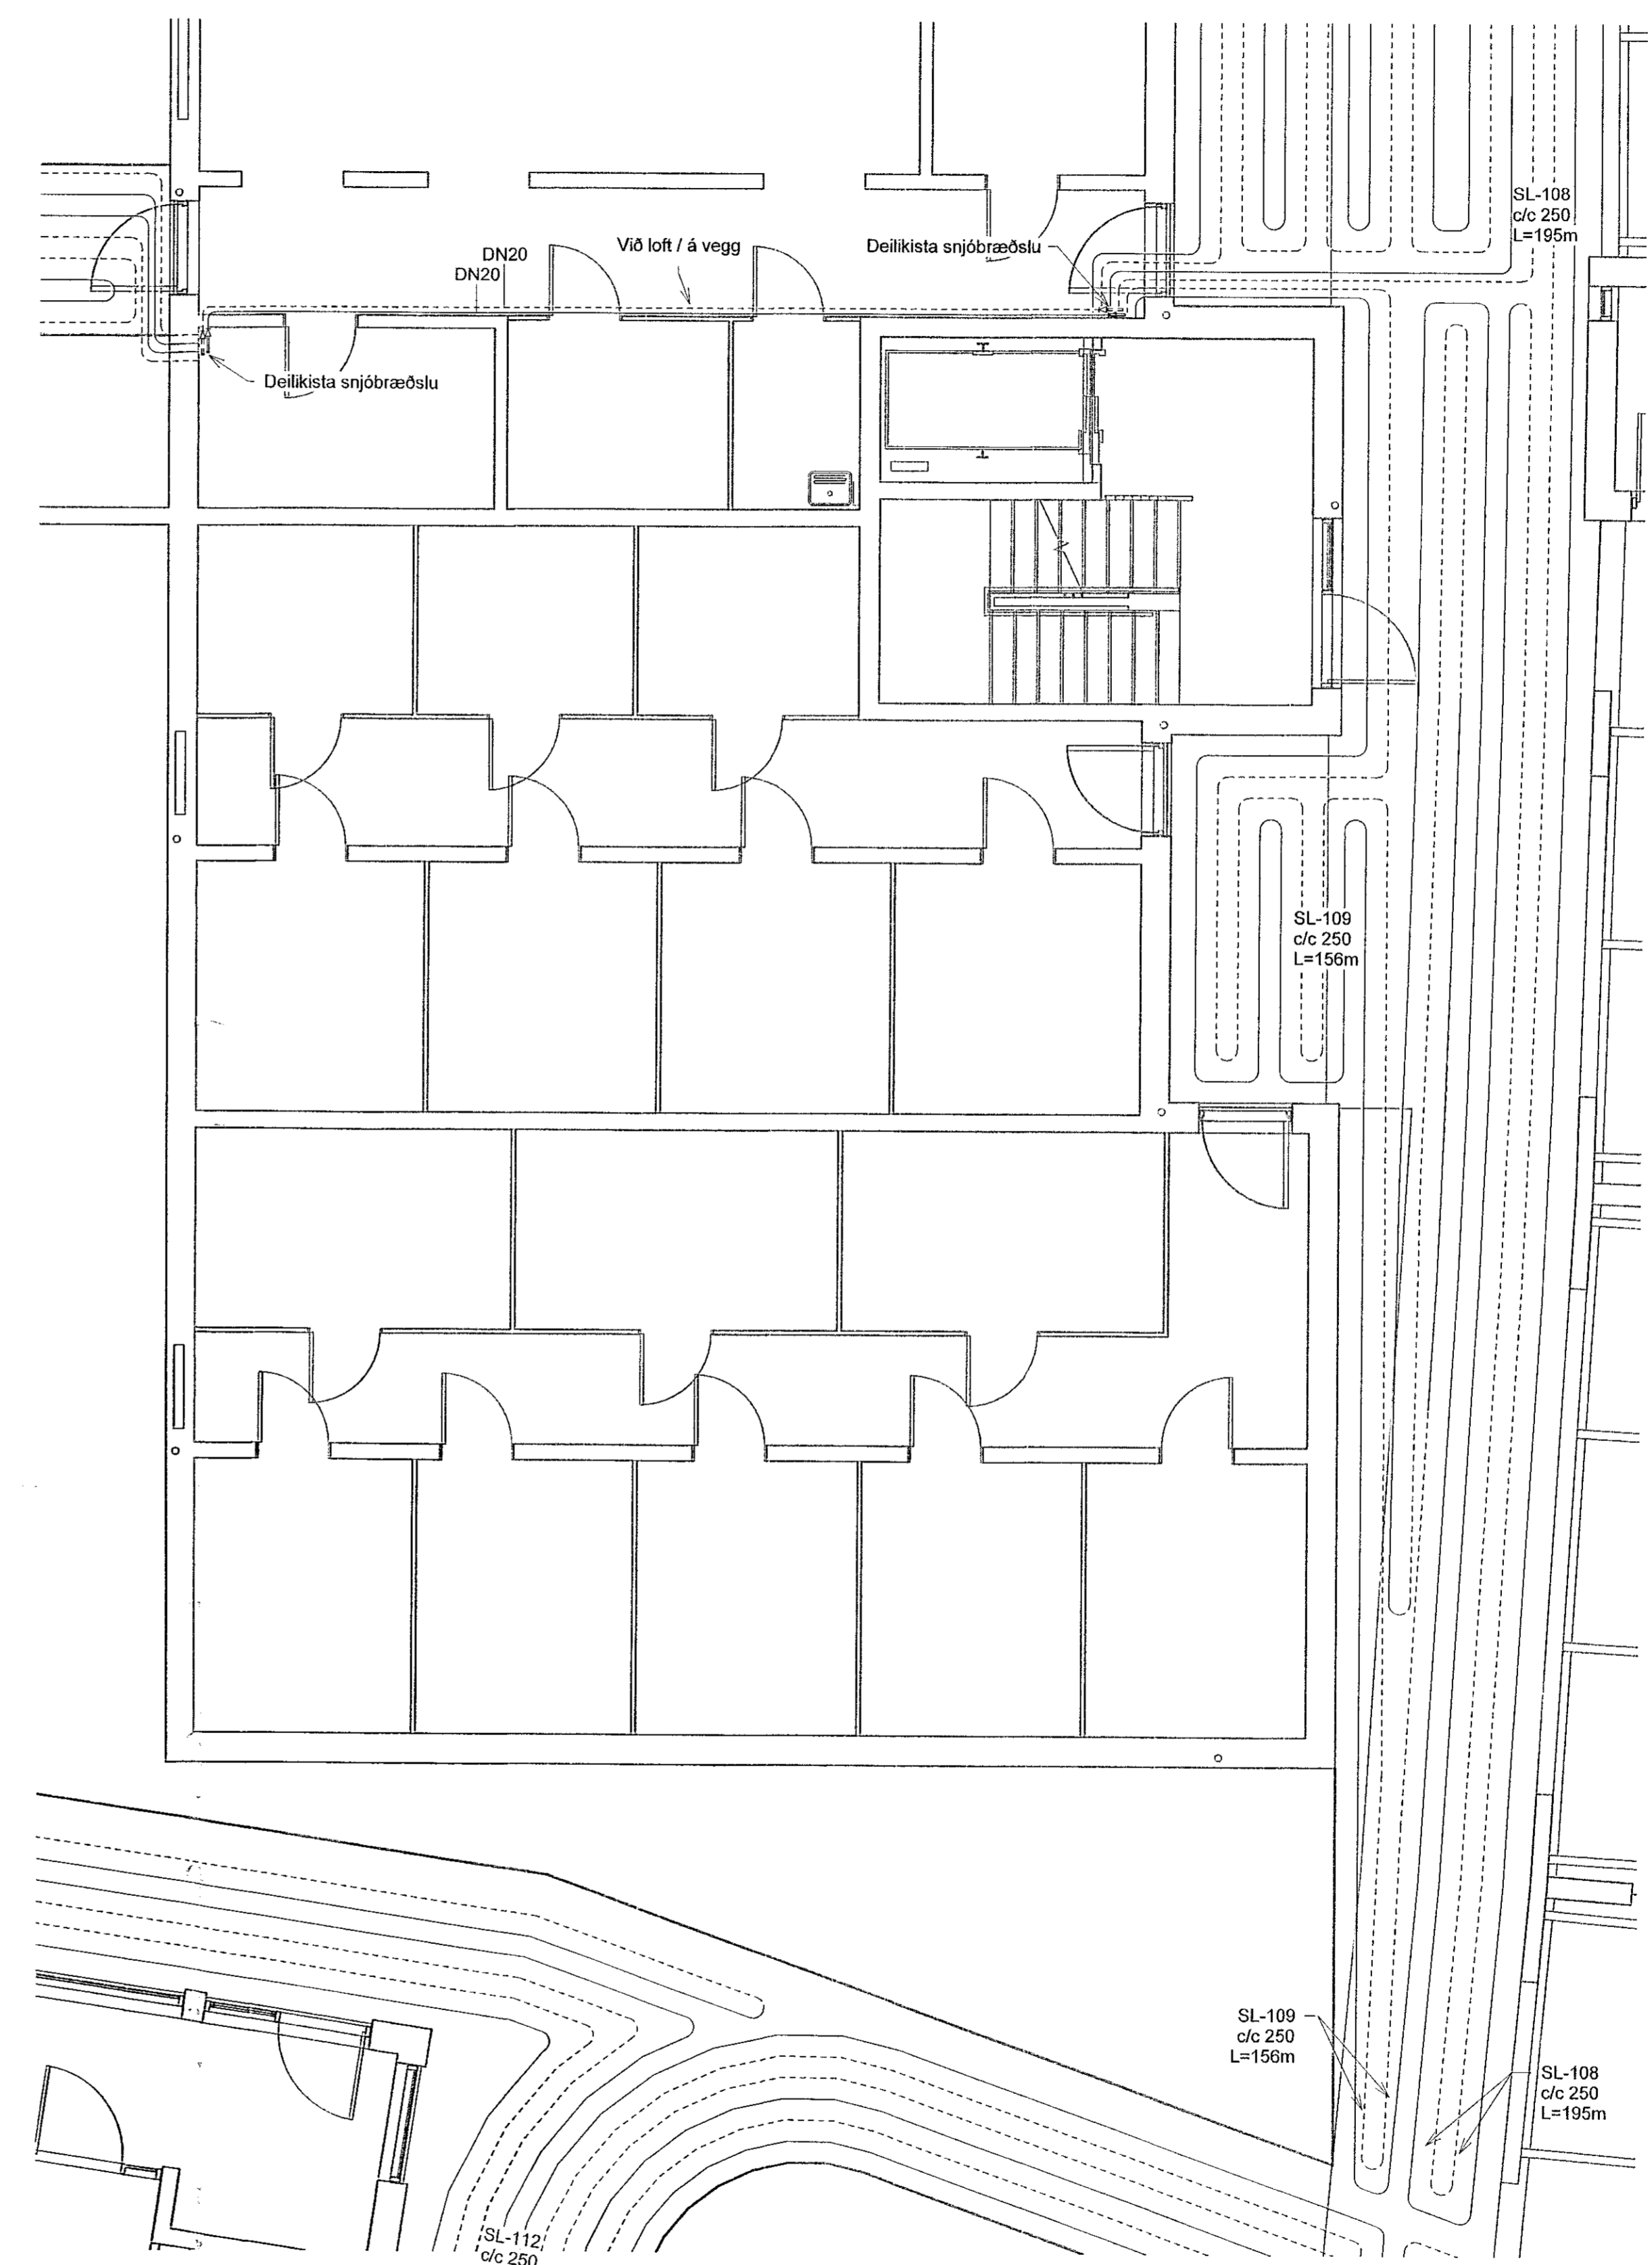 SL-108
c/c 250
L=195m
DN20
DN20
Við loft / á vegg
Deilikista snjóbræðslu
Deilikista snjóbræðslu
SL-109
c/c 250
L=156m
SL-109
c/c 250
L=156m
SL-108
c/c 250
L=195m
SL-112
c/c 250